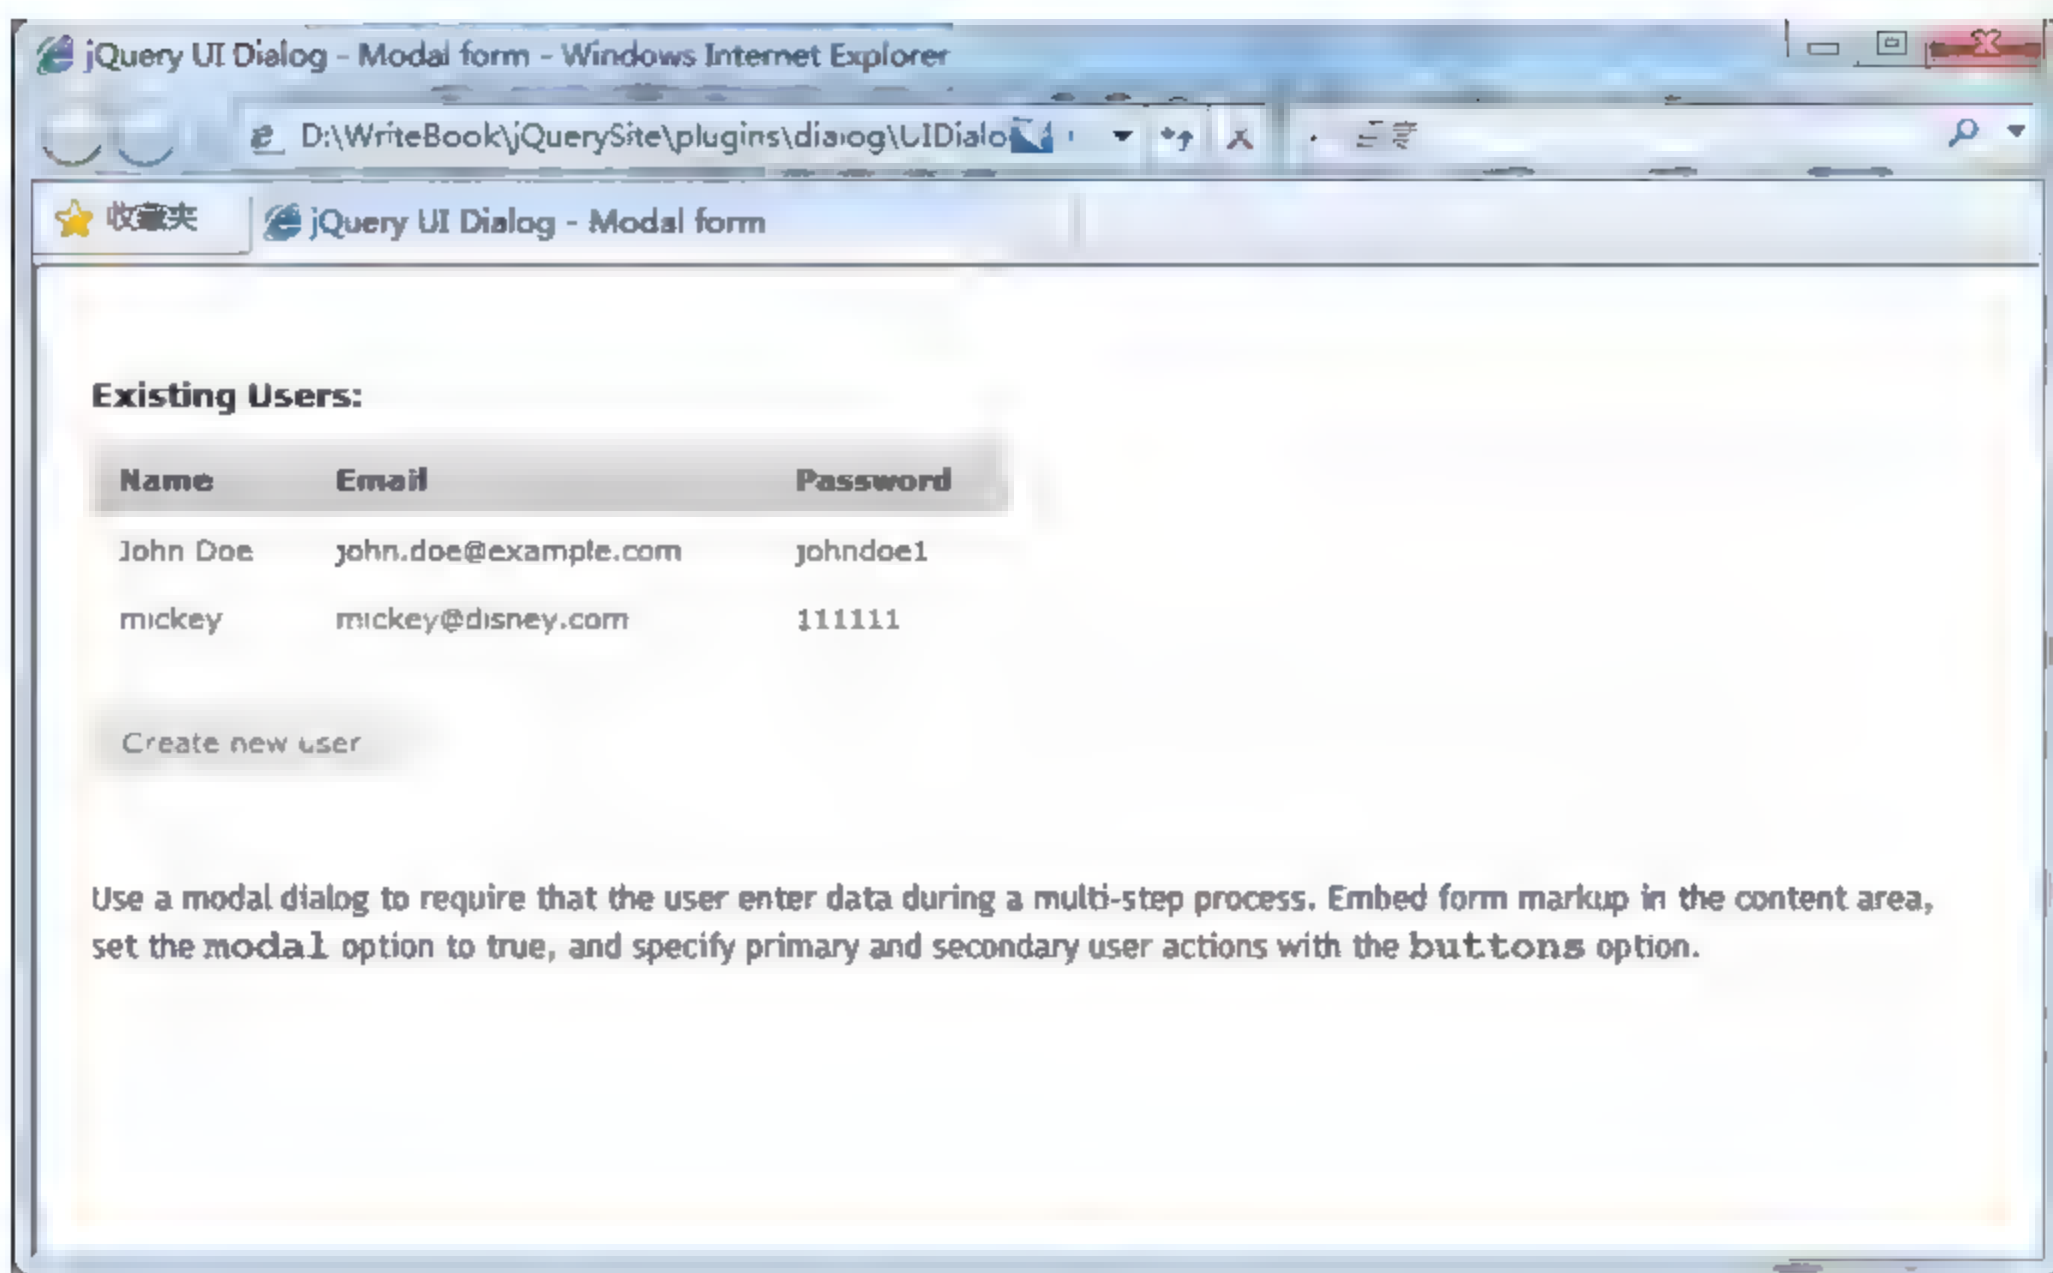 jQuery UI Dialog - Modal form - Windows Internet Explorer
D:\WriteBook\jQuerySite\plugins\dialog\UIDialo
收藏夹 jQuery UI Dialog - Modal form
Existing Users:
Name Email Password
John Doe john.doe@example.com johndoe1
mickey mickey@disney.com 111111
Create new user
Use a modal dialog to require that the user enter data during a multi-step process. Embed form markup in the content area,
set the modal option to true, and specify primary and secondary user actions with the buttons option.